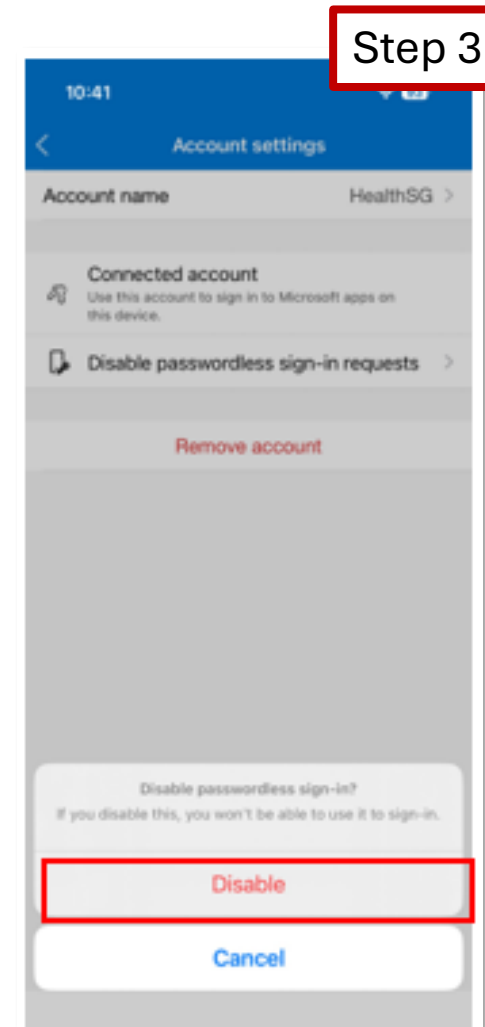 Step 3
10:41
Account settings
Account name HealthSG
Connected account
Use this account to sign in to Microsoft apps on
this device.
Disable passwordless sign-in requests
Remove account
Disable passwordless sign-in?
If you disable this, you won't be able to use it to sign-in.
Disable
Cancel